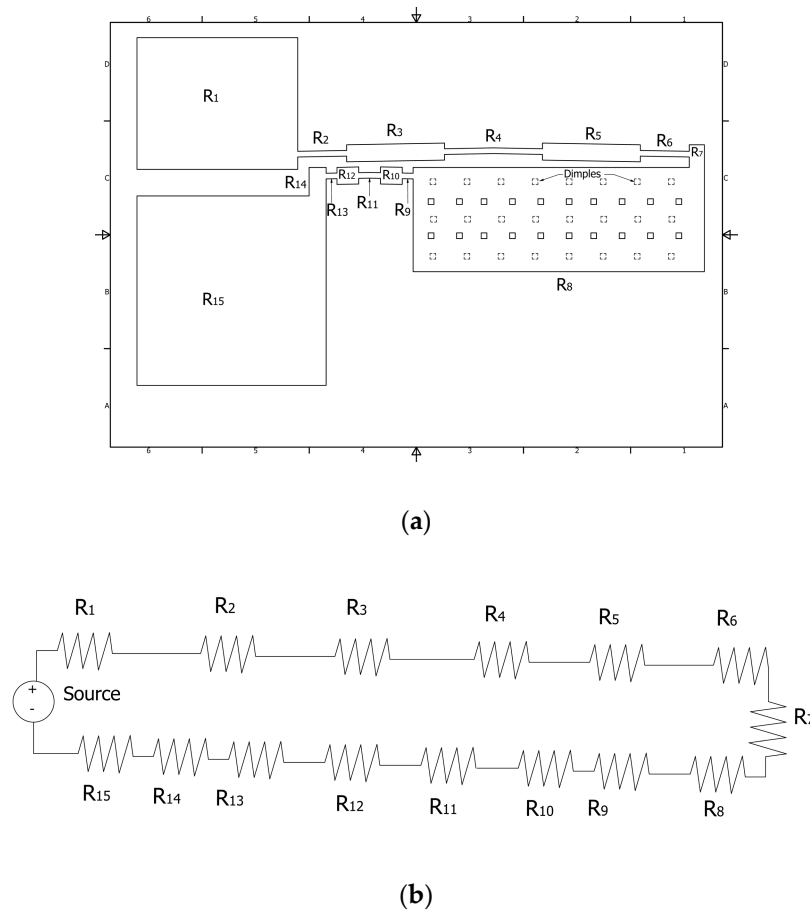 6 5 4 3 2 1
D D
R1
R2 R3 R4 R5 R6
R7
C C
R14 R12 R10 Dimples
R13 R11 R9
R8
B B
R15
A A
6 5 4 3 2 1
(a)
R1 R2 R3 R4 R5 R6
+
Source
-
R15 R14 R13 R12 R11 R10 R9 R8
(b)